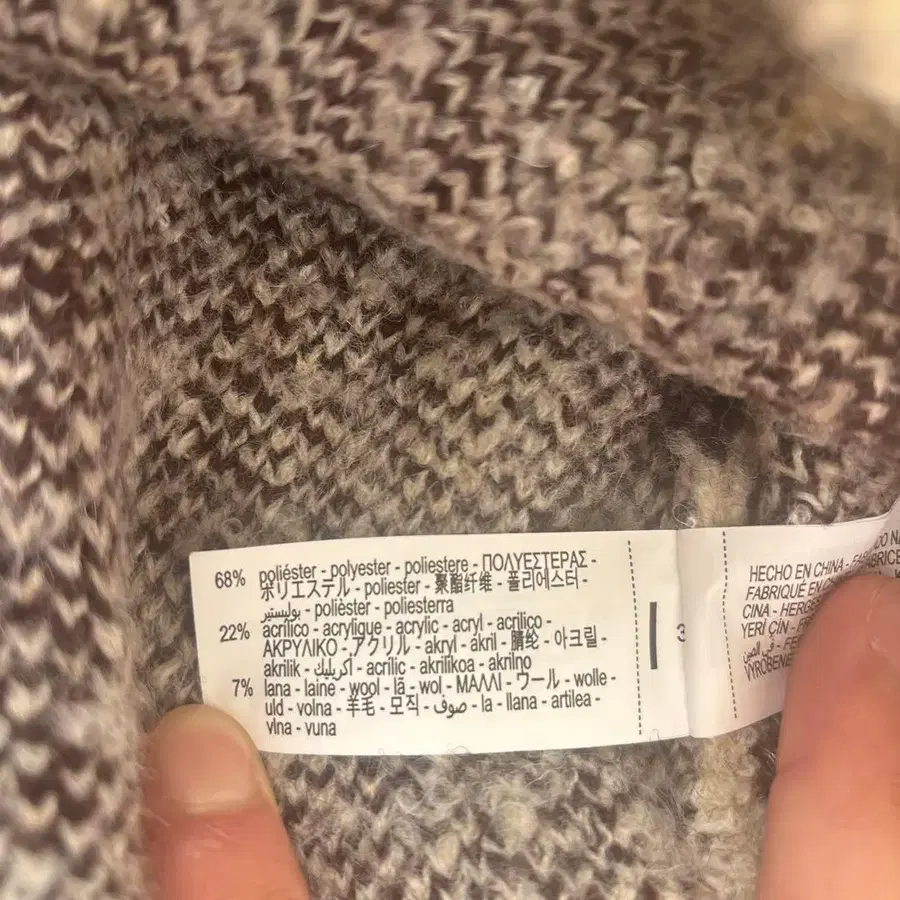 68% poliéster - polyester - poliestere - ΠΟΛΥΕΣΤΕΡΑΣ -
ポリエステル - poliester - 聚酯纤维 - 폴리에스터 -
بوليستير - polièster - poliesterra
22% acrílico - acrylique - acrylic - acryl - acrilico -
ΑΚΡΥΛΙΚΟ - アクリル - akryl - akril - 腈纶 - 아크릴 -
akrilik - اكريليك - acrílic - akrilikoa - akrilno
7% lana - laine - wool - lã - wol - ΜΑΛΛΙ - ウール - wolle -
uld - volna - 羊毛 - 모직 - صوف - la - llana - artilea -
vlna - vuna
3
HECHO EN CHINA -
FABRIQUÉ EN
CINA -
YERİ ÇİN -
في الصين